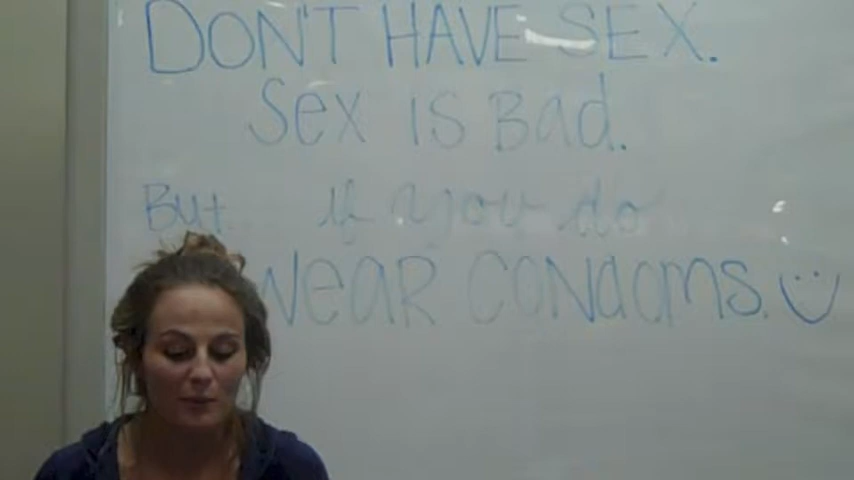 DON'T HAVE SEX.
Sex is Bad.
But if you do
WEAR CONDOMS.